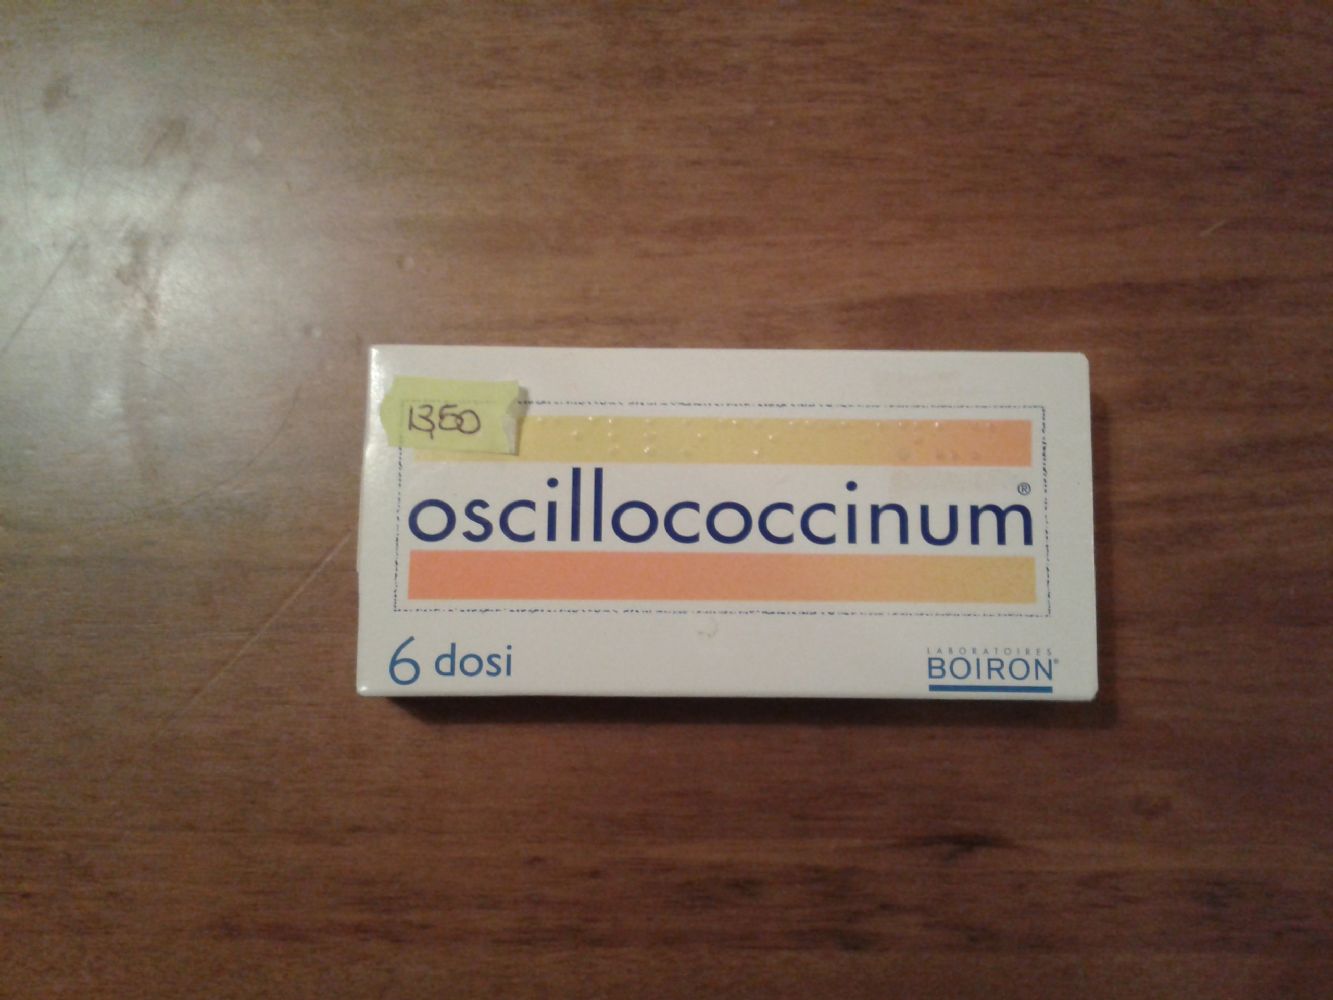 13,50
oscillococcinum®
6 dosi
LABORATOIRES
BOIRON®